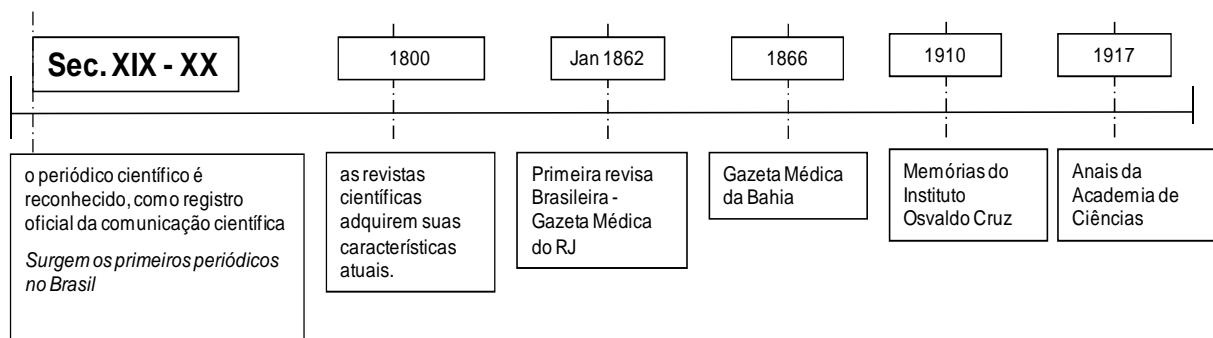 Sec. XIX - XX
1800
Jan 1862
1866
1910
1917
o periódico científico é
reconhecido, como registro
oficial da comunicação científica
Surgem os primeiros periódicos
no Brasil
as revistas
científicas
adquirem suas
características
atuais.
Primeira revisa
Brasileira -
Gazeta Médica
do RJ
Gazeta Médica
da Bahia
Memórias do
Instituto
Osvaldo Cruz
Anais da
Academia de
Ciências